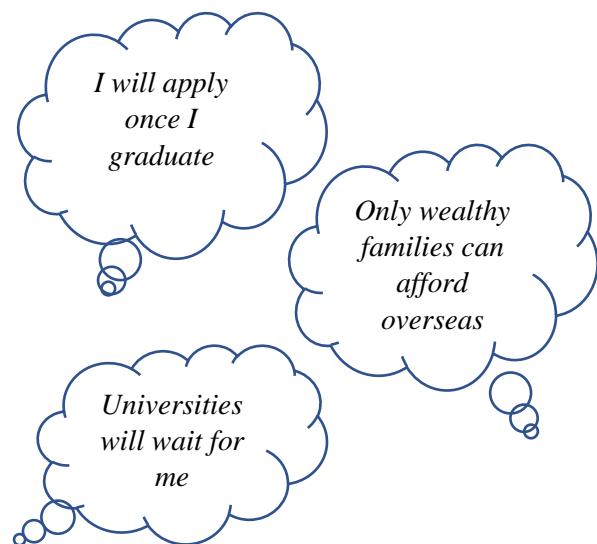 I will apply
once I
graduate
Only wealthy
families can
afford
overseas
Universities
will wait for
me